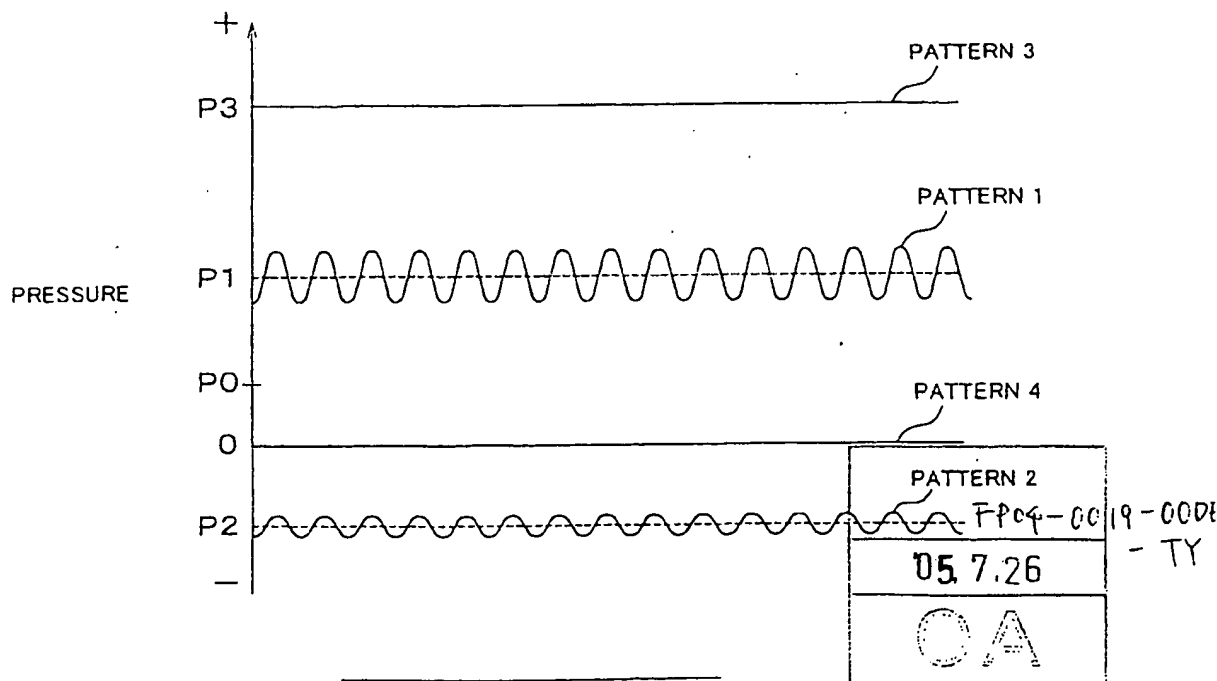 +
PATTERN 3
P3
PATTERN 1
P1
PRESSURE
P0
PATTERN 4
0
PATTERN 2
P2
FP04-0019-00DE
- TY
−
'05.7.26
CA